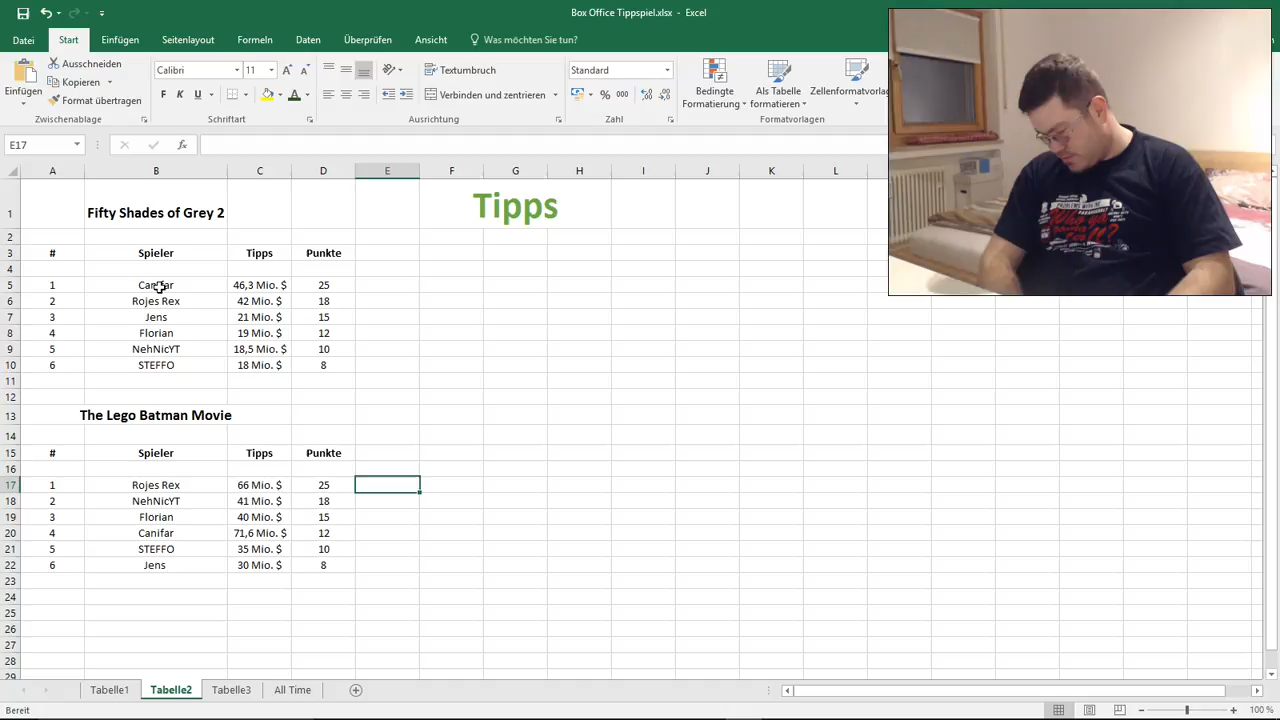 Box Office Tippspiel.xlsx - Excel
Datei Start Einfügen Seitenlayout Formeln Daten Überprüfen Ansicht Was möchten Sie tun?
Einfügen
Ausschneiden
Kopieren
Format übertragen
Calibri 11
F K U
Textumbruch
Verbinden und zentrieren
Standard
% 000
Bedingte Formatierung
Als Tabelle formatieren
Zellenformatvorlag
Zwischenablage Schriftart Ausrichtung Zahl Formatvorlagen
E17 fx
A B C D E F G H I J K L
1 Fifty Shades of Grey 2 Tipps
2
3 # Spieler Tipps Punkte
4
5 1 Canifar 46,3 Mio. $ 25
6 2 Rojes Rex 42 Mio. $ 18
7 3 Jens 21 Mio. $ 15
8 4 Florian 19 Mio. $ 12
9 5 NehNicYT 18,5 Mio. $ 10
10 6 STEFFO 18 Mio. $ 8
11
12
13 The Lego Batman Movie
14
15 # Spieler Tipps Punkte
16
17 1 Rojes Rex 66 Mio. $ 25
18 2 NehNicYT 41 Mio. $ 18
19 3 Florian 40 Mio. $ 15
20 4 Canifar 71,6 Mio. $ 12
21 5 STEFFO 35 Mio. $ 10
22 6 Jens 30 Mio. $ 8
23
24
25
26
27
28
29
Tabelle1 Tabelle2 Tabelle3 All Time
Bereit 100 %